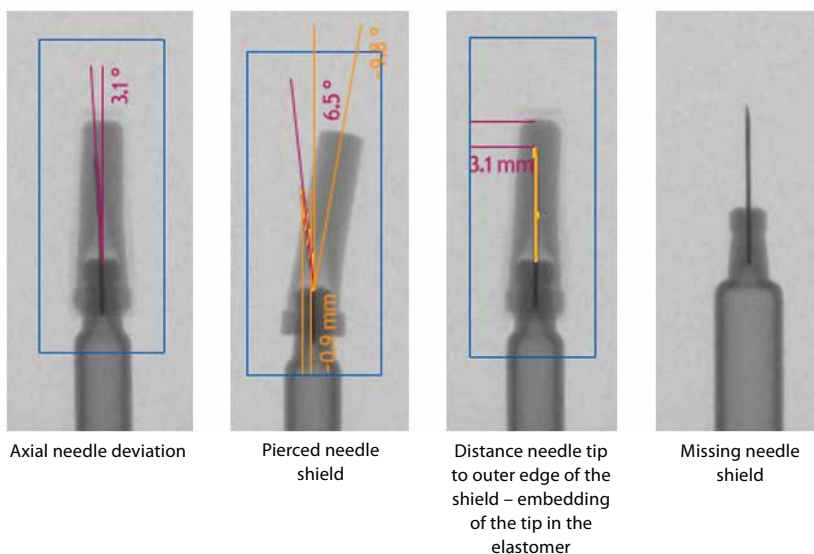 3.1 °
6.5 °
-9.8 °
-0.9 mm
3.1 mm
Axial needle deviation
Pierced needle
shield
Distance needle tip
to outer edge of the
shield – embedding
of the tip in the
elastomer
Missing needle
shield